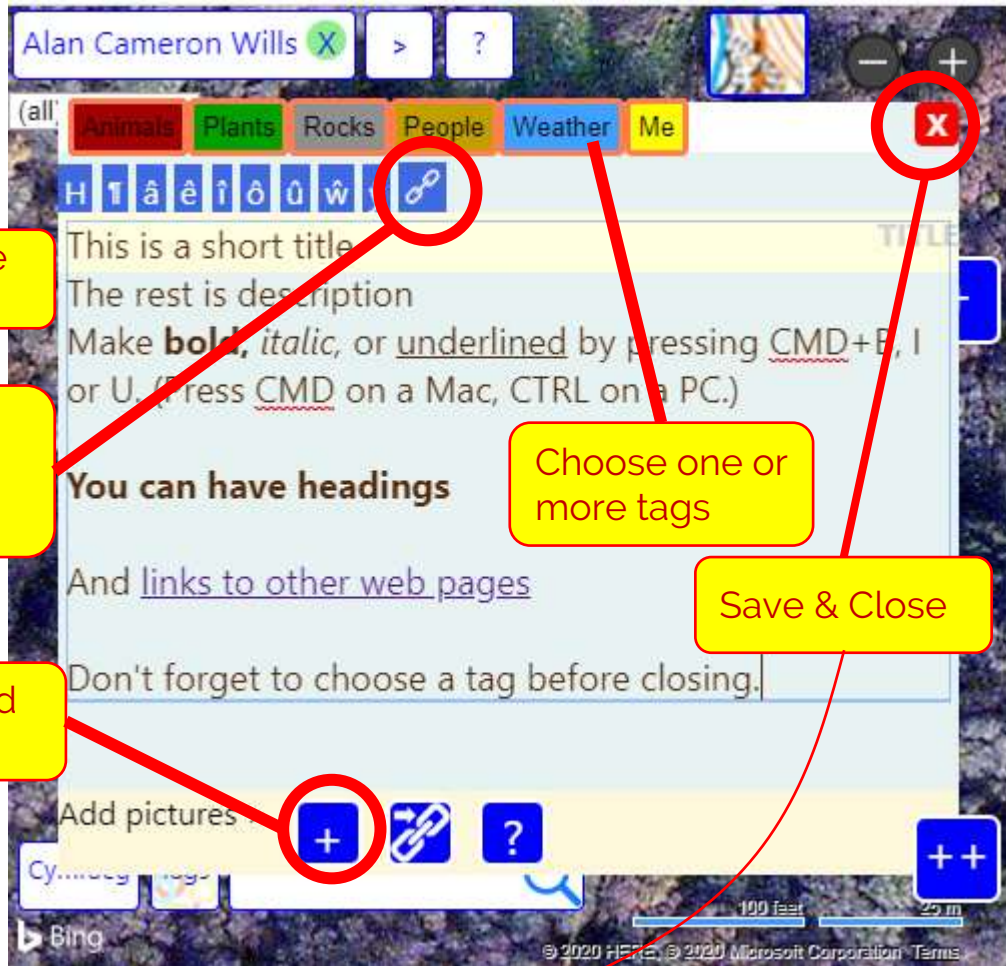 Alan Cameron Wills X > ?
− +
(all)
Animals Plants Rocks People Weather Me X
H ¶ â ê î ô û ŵ
This is a short title TITLE
The rest is description
Make bold, italic, or underlined by pressing CMD+B, I
or U. (Press CMD on a Mac, CTRL on a PC.)
You can have headings
Choose one or
more tags
And links to other web pages
Save & Close
Don't forget to choose a tag before closing.
Add pictures
+ ?
++
Bing
100 feet 25 m
© 2020 HERE, © 2020 Microsoft Corporation Terms